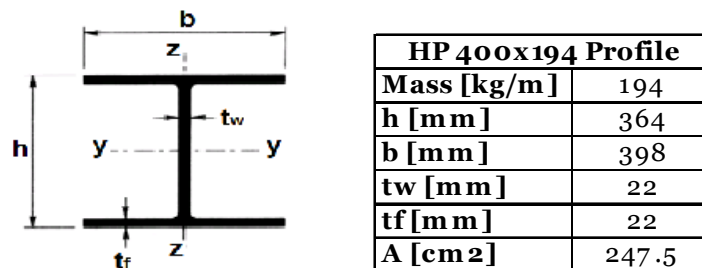 b
z
tw
h
y
y
tf
z
HP 400x194 Profile
Mass [kg/m] 194
h [mm] 364
b [mm] 398
tw [mm] 22
tf [mm] 22
A [cm2] 247.5